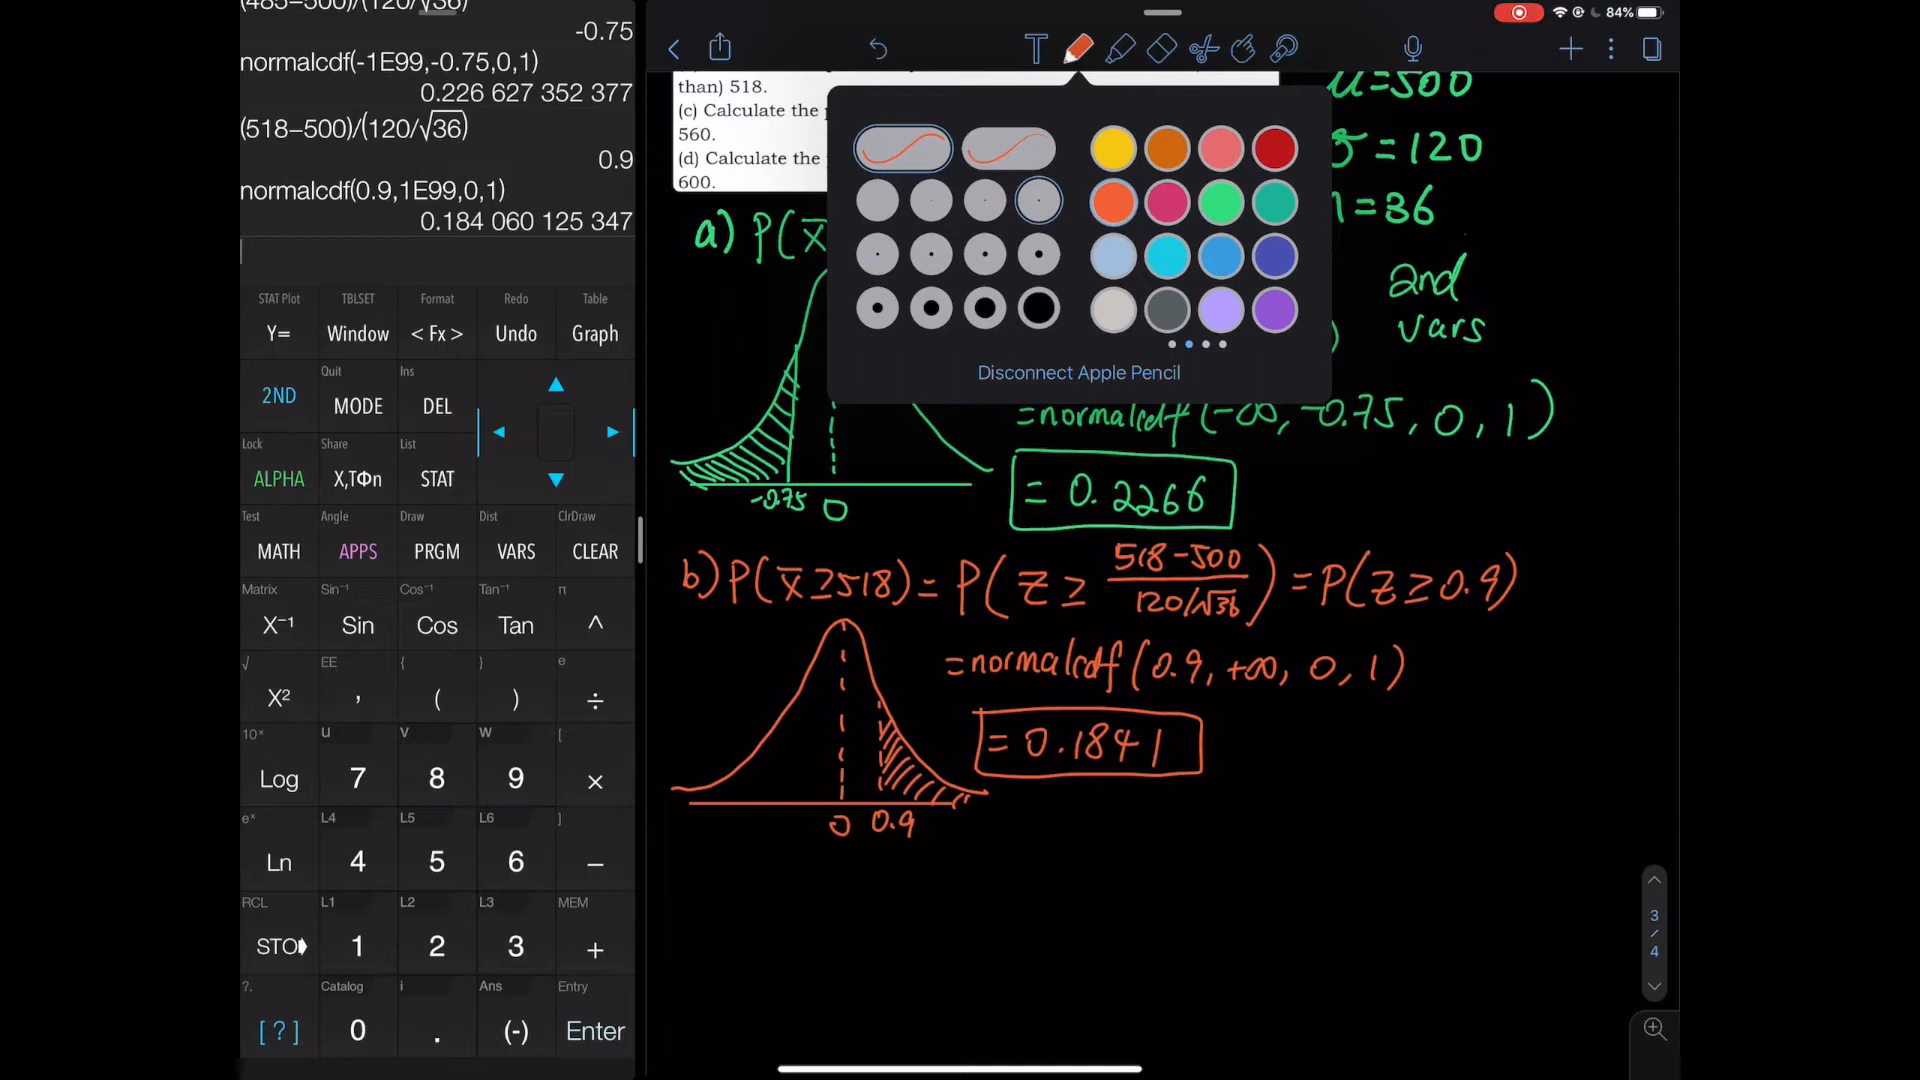 (485–500)/(120/√36)
-0.75
normalcdf(-1E99,-0.75,0,1)
0.226 627 352 377
(518–500)/(120/√36)
0.9
normalcdf(0.9,1E99,0,1)
0.184 060 125 347
STAT Plot TBLSET Format Redo Table
Y= Window < Fx > Undo Graph
Quit Ins
2ND MODE DEL
Lock Share List
ALPHA X,TΦn STAT
Test Angle Draw Dist ClrDraw
MATH APPS PRGM VARS CLEAR
Matrix Sin⁻¹ Cos⁻¹ Tan⁻¹ π
X⁻¹ Sin Cos Tan ^
√ EE { } e
X² , ( ) ÷
10ˣ U V W [
Log 7 8 9 ×
eˣ L4 L5 L6 ]
Ln 4 5 6 –
RCL L1 L2 L3 MEM
STO 1 2 3 +
?. Catalog i Ans Entry
[ ? ] 0 . (-) Enter
84%
T
than) 518.
(c) Calculate the
560.
(d) Calculate the
600.
Disconnect Apple Pencil
μ=500
σ=120
n=36
2nd
vars
a) P(x̄
=normalcdf(-∞, -0.75, 0, 1)
= 0.2266
-0.75 0
b) P(x̄ ≥518) = P(Z ≥ 518-500 / 120/√36) = P(Z ≥ 0.9)
=normalcdf(0.9, +∞, 0, 1)
= 0.1841
0 0.9
3
/
4